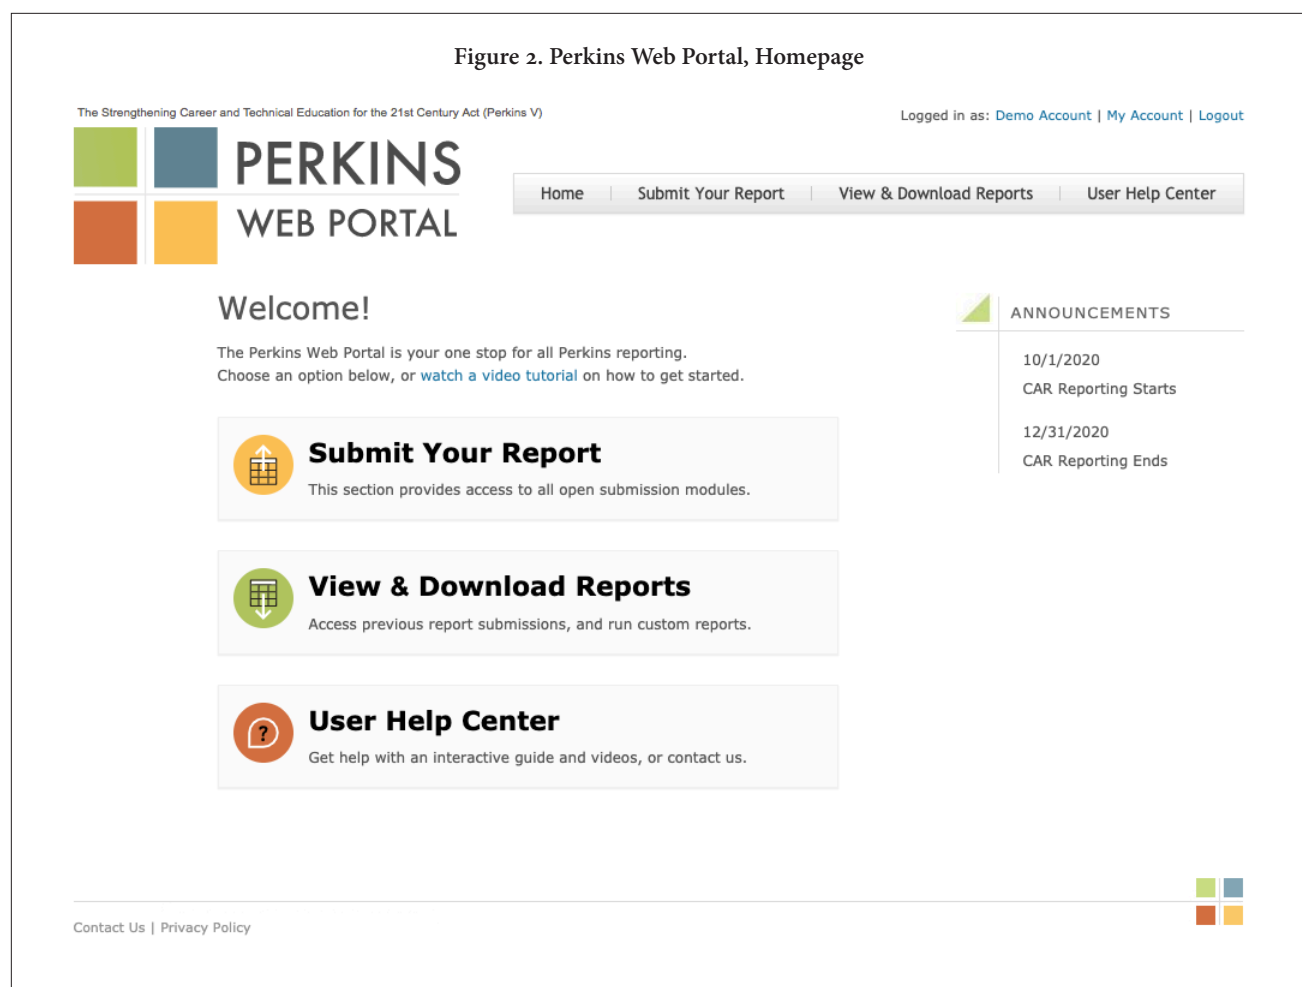 Figure 2. Perkins Web Portal, Homepage
The Strengthening Career and Technical Education for the 21st Century Act (Perkins V)
Logged in as: Demo Account | My Account | Logout
PERKINS
WEB PORTAL
Home | Submit Your Report | View & Download Reports | User Help Center
Welcome!
The Perkins Web Portal is your one stop for all Perkins reporting.
Choose an option below, or watch a video tutorial on how to get started.
Submit Your Report
This section provides access to all open submission modules.
View & Download Reports
Access previous report submissions, and run custom reports.
?
User Help Center
Get help with an interactive guide and videos, or contact us.
ANNOUNCEMENTS
10/1/2020
CAR Reporting Starts
12/31/2020
CAR Reporting Ends
Contact Us | Privacy Policy